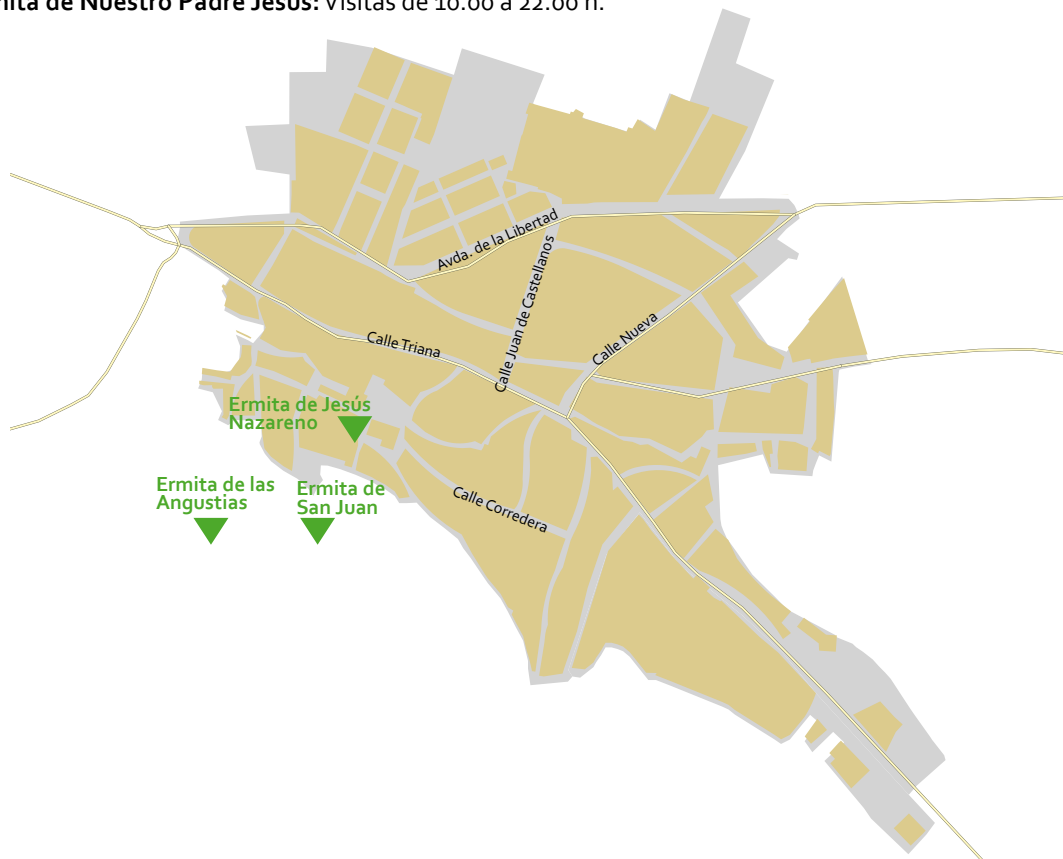 mita de Nuestro Padre Jesús: Visitas de 10.00 a 22.00 h.
Avda. de la Libertad
Calle Juan de Castellanos
Calle Nueva
Calle Triana
Ermita de Jesús
Nazareno
Ermita de las
Angustias
Ermita de
San Juan
Calle Corredera